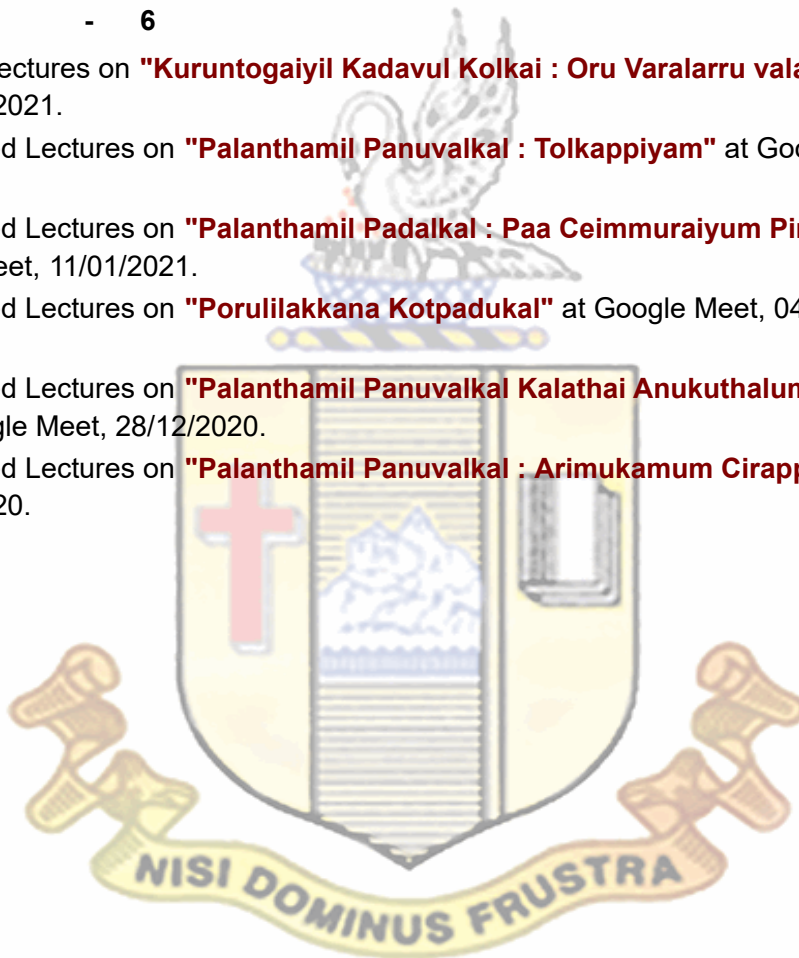 - 6
ectures on "Kuruntogaiyil Kadavul Kolkai : Oru Varalarru vala
2021.
d Lectures on "Palanthamil Panuvalkal : Tolkappiyam" at Goo
d Lectures on "Palanthamil Padalkal : Paa Ceimmuraiyum Pin
eet, 11/01/2021.
d Lectures on "Porulilakkana Kotpadukal" at Google Meet, 04
d Lectures on "Palanthamil Panuvalkal Kalathai Anukuthalum
gle Meet, 28/12/2020.
d Lectures on "Palanthamil Panuvalkal : Arimukamum Cirapp
20.
NISI DOMINUS FRUSTRA